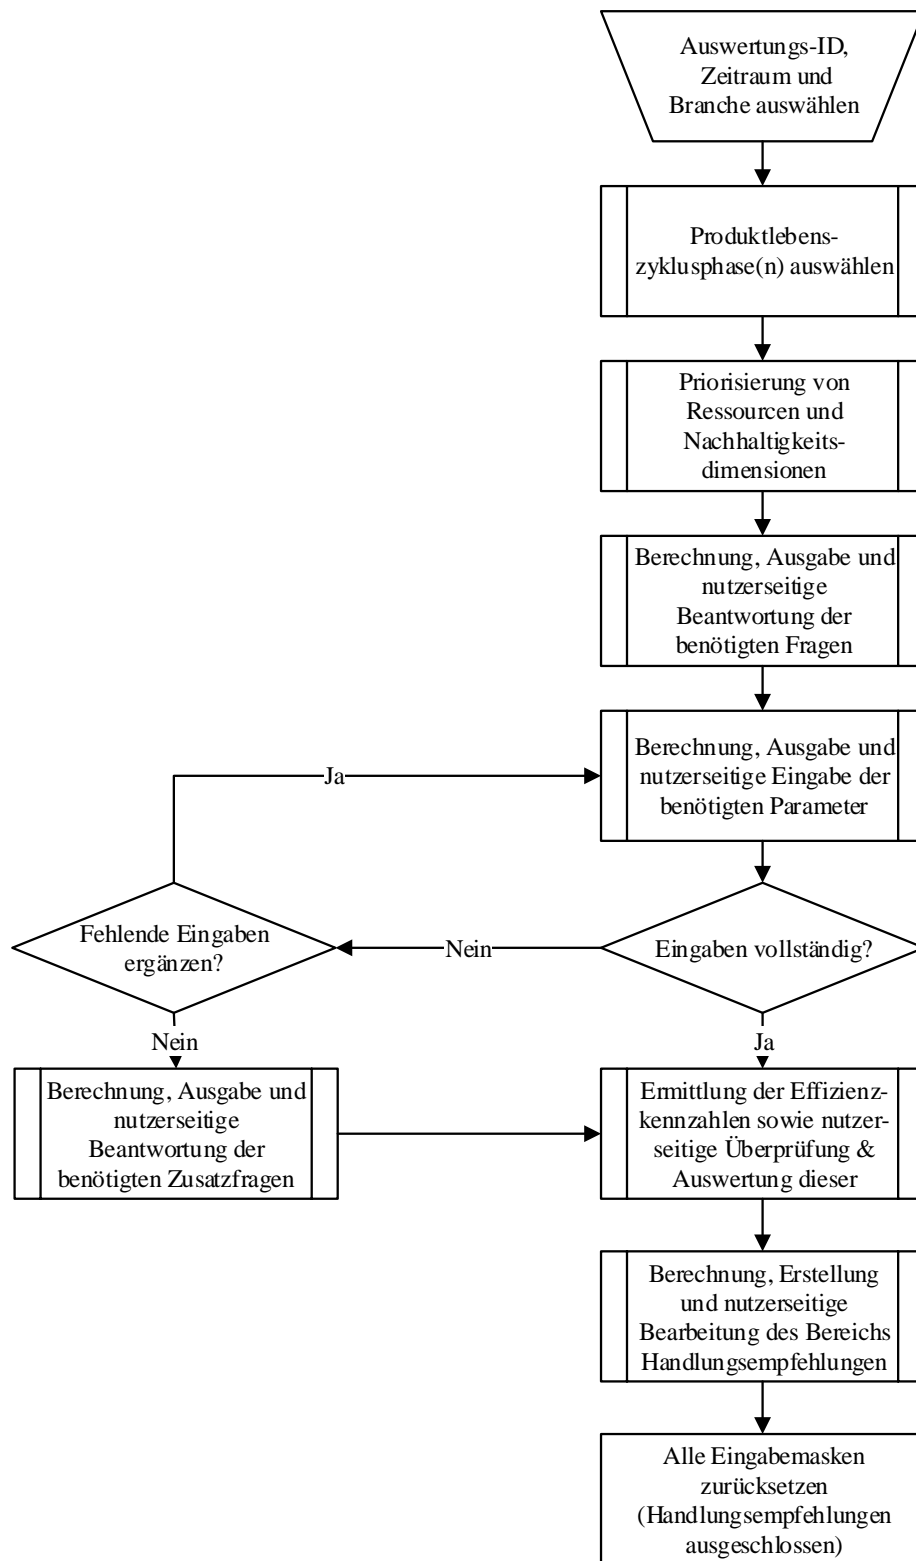 Auswertungs-ID,
Zeitraum und
Branche auswählen
Produktlebens-
zyklusphase(n) auswählen
Priorisierung von
Ressourcen und
Nachhaltigkeits-
dimensionen
Berechnung, Ausgabe und
nutzerseitige
Beantwortung der
benötigten Fragen
Berechnung, Ausgabe und
nutzerseitige Eingabe der
benötigten Parameter
Ja
Eingaben vollständig?
Nein
Fehlende Eingaben
ergänzen?
Nein
Ja
Berechnung, Ausgabe und
nutzerseitige
Beantwortung der
benötigten Zusatzfragen
Ermittlung der Effizienz-
kennzahlen sowie nutzer-
seitige Überprüfung &
Auswertung dieser
Berechnung, Erstellung
und nutzerseitige
Bearbeitung des Bereichs
Handlungsempfehlungen
Alle Eingabemasken
zurücksetzen
(Handlungsempfehlungen
ausgeschlossen)